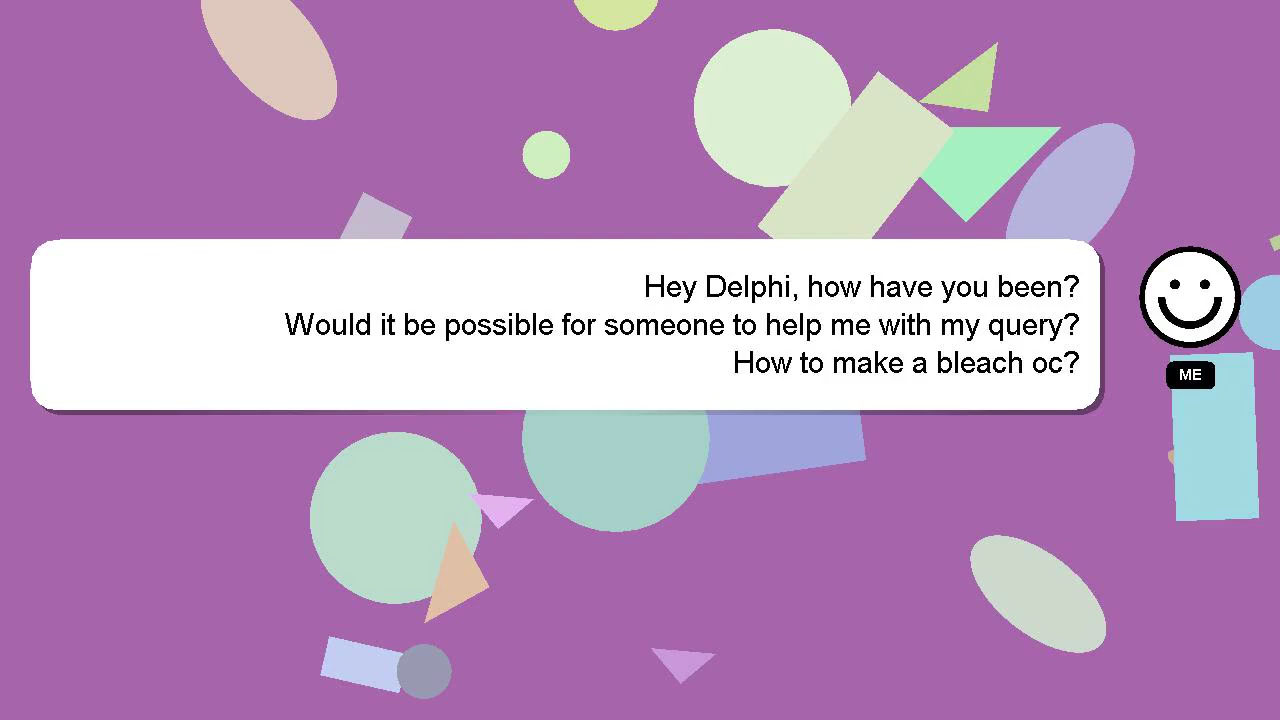 Hey Delphi, how have you been?
Would it be possible for someone to help me with my query?
How to make a bleach oc?
ME